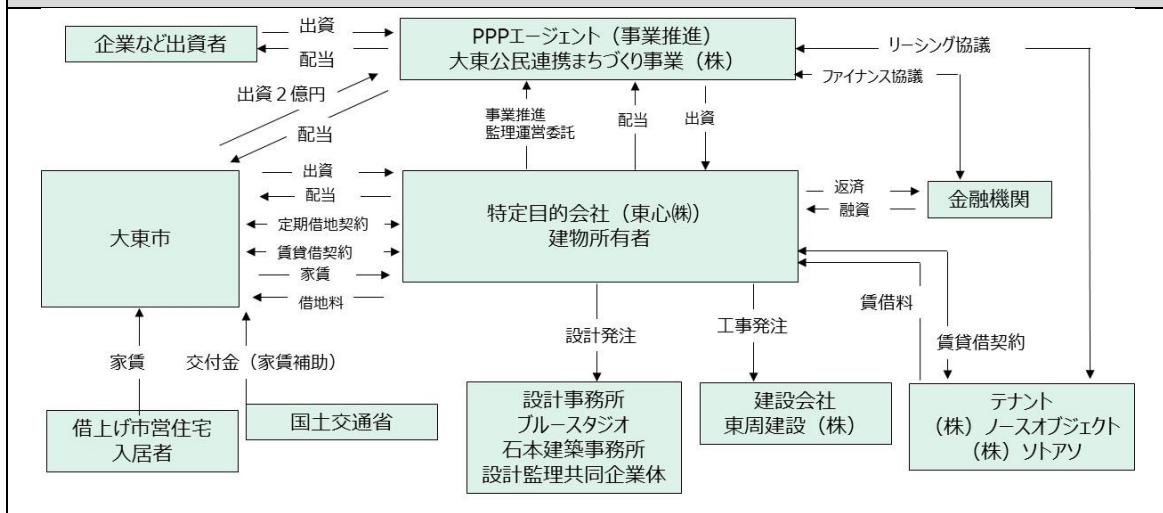 企業など出資者
出資
配当
PPPエージェント（事業推進）
大東公民連携まちづくり事業（株）
リーシング協議
ファイナンス協議
出資２億円
配当
事業推進
監理運営委託
配当
出資
大東市
出資
配当
定期借地契約
賃貸借契約
家賃
借地料
特定目的会社（東心㈱）
建物所有者
返済
融資
金融機関
家賃
交付金（家賃補助）
設計発注
工事発注
賃借料
賃貸借契約
借上げ市営住宅
入居者
国土交通省
設計事務所
ブルースタジオ
石本建築事務所
設計監理共同企業体
建設会社
東周建設（株）
テナント
（株）ノースオブジェクト
（株）ソトアソ